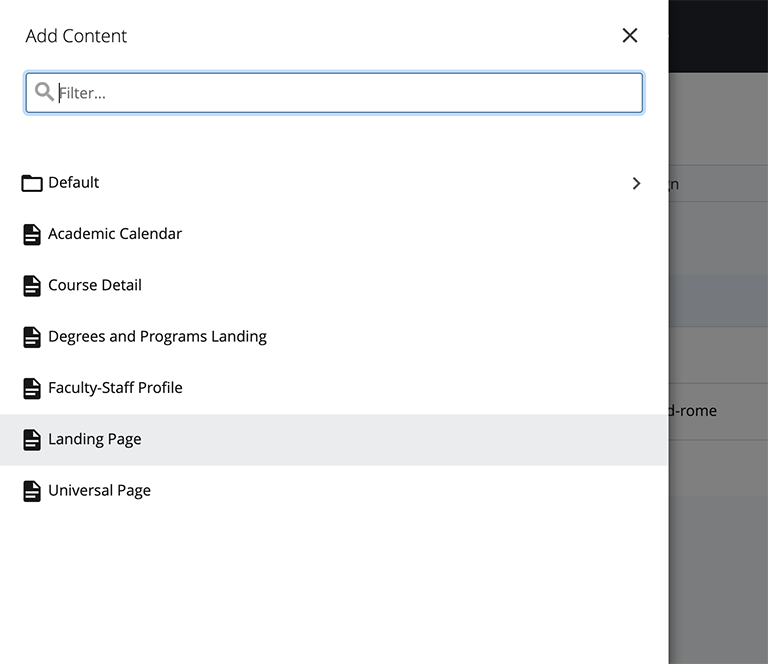 Add Content
Filter...
Default
Academic Calendar
Course Detail
Degrees and Programs Landing
Faculty-Staff Profile
Landing Page
Universal Page
d-rome